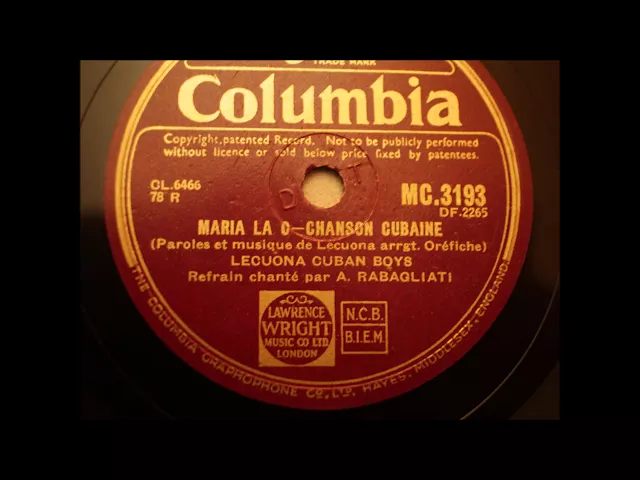 TRADE MARK
Columbia
Copyright, patented Record. Not to be publicly performed
without licence or sold below price fixed by patentees.
CL.6466
78 R
MC.3193
DF.2265
MARIA LA O—CHANSON CUBAINE
(Paroles et musique de Lecuona arrgt. Oréfiche)
LECUONA CUBAN BOYS
Refrain chanté par A. RABAGLIATI
LAWRENCE
WRIGHT
MUSIC CO LTD
LONDON
N.C.B.
B.I.E.M.
THE COLUMBIA GRAPHOPHONE Co., LTD. HAYES, MIDDLESEX, ENGLAND.